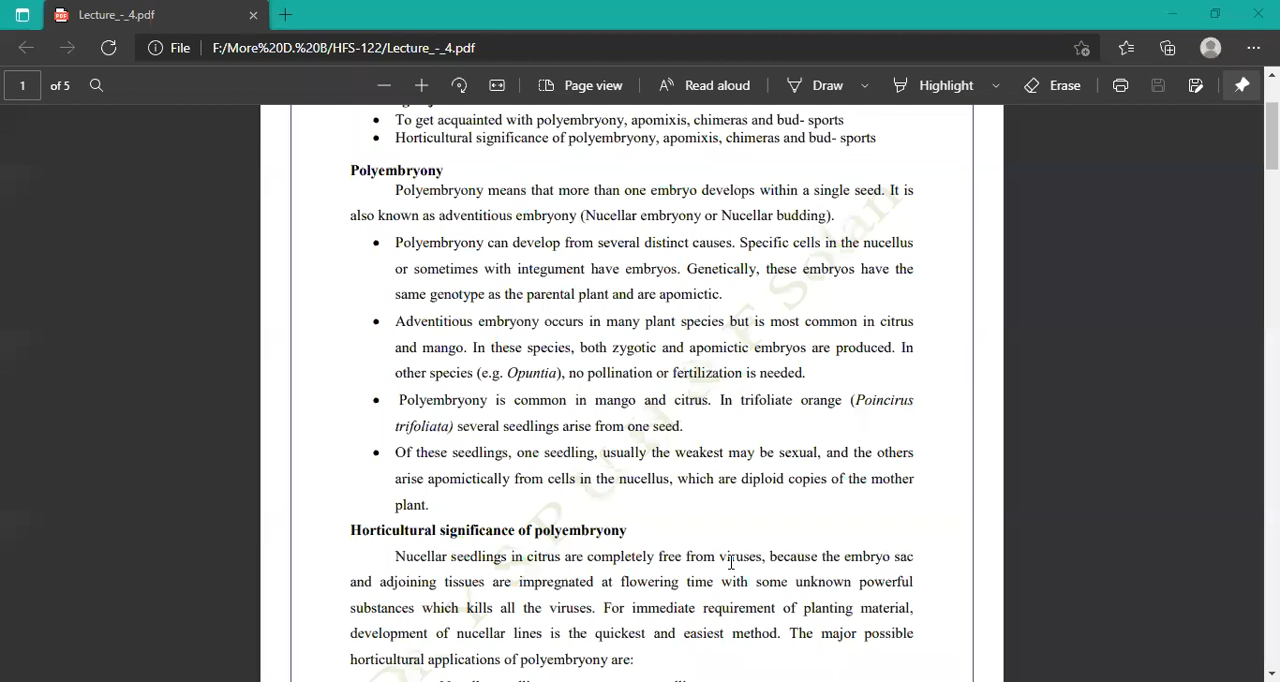 Lecture_-_4.pdf
File F:/More%20D.%20B/HFS-122/Lecture_-_4.pdf
1 of 5 Page view Read aloud Draw Highlight Erase
• To get acquainted with polyembryony, apomixis, chimeras and bud- sports
• Horticultural significance of polyembryony, apomixis, chimeras and bud- sports
Polyembryony
Polyembryony means that more than one embryo develops within a single seed. It is
also known as adventitious embryony (Nucellar embryony or Nucellar budding).
• Polyembryony can develop from several distinct causes. Specific cells in the nucellus
or sometimes with integument have embryos. Genetically, these embryos have the
same genotype as the parental plant and are apomictic.
• Adventitious embryony occurs in many plant species but is most common in citrus
and mango. In these species, both zygotic and apomictic embryos are produced. In
other species (e.g. Opuntia), no pollination or fertilization is needed.
• Polyembryony is common in mango and citrus. In trifoliate orange (Poincirus
trifoliata) several seedlings arise from one seed.
• Of these seedlings, one seedling, usually the weakest may be sexual, and the others
arise apomictically from cells in the nucellus, which are diploid copies of the mother
plant.
Horticultural significance of polyembryony
Nucellar seedlings in citrus are completely free from viruses, because the embryo sac
and adjoining tissues are impregnated at flowering time with some unknown powerful
substances which kills all the viruses. For immediate requirement of planting material,
development of nucellar lines is the quickest and easiest method. The major possible
horticultural applications of polyembryony are: